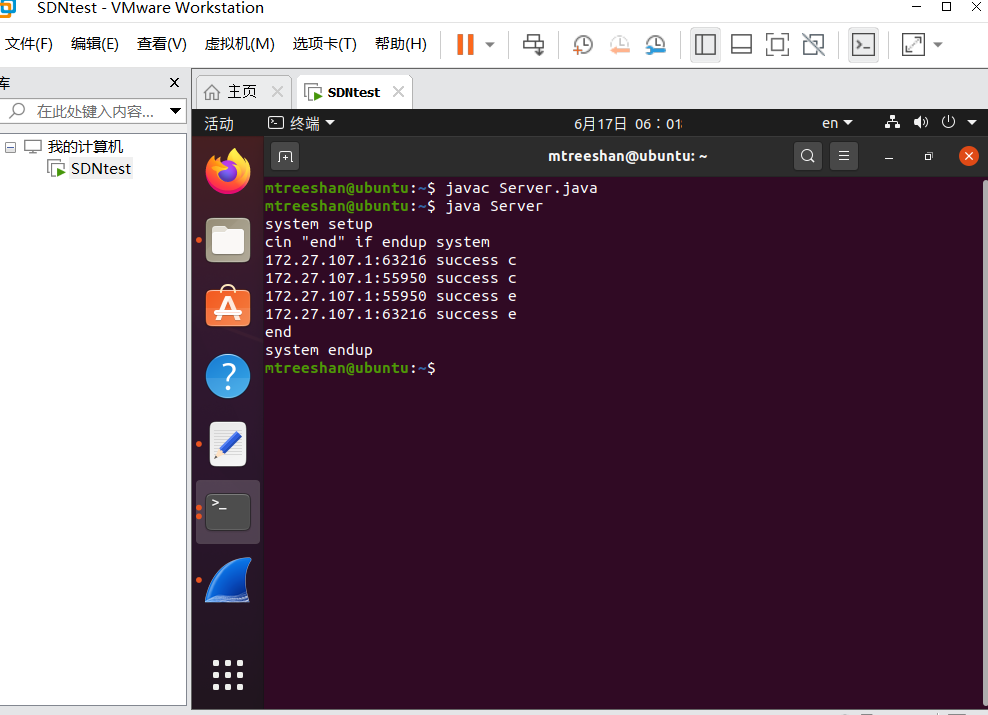 SDNtest - VMware Workstation
文件(F) 编辑(E) 查看(V) 虚拟机(M) 选项卡(T) 帮助(H)
库
在此处键入内容...
我的计算机
SDNtest
主页 SDNtest
活动 终端 6月17日 06：01 en
mtreeshan@ubuntu: ~
mtreeshan@ubuntu:~$ javac Server.java
mtreeshan@ubuntu:~$ java Server
system setup
cin "end" if endup system
172.27.107.1:63216 success c
172.27.107.1:55950 success c
172.27.107.1:55950 success e
172.27.107.1:63216 success e
end
system endup
mtreeshan@ubuntu:~$